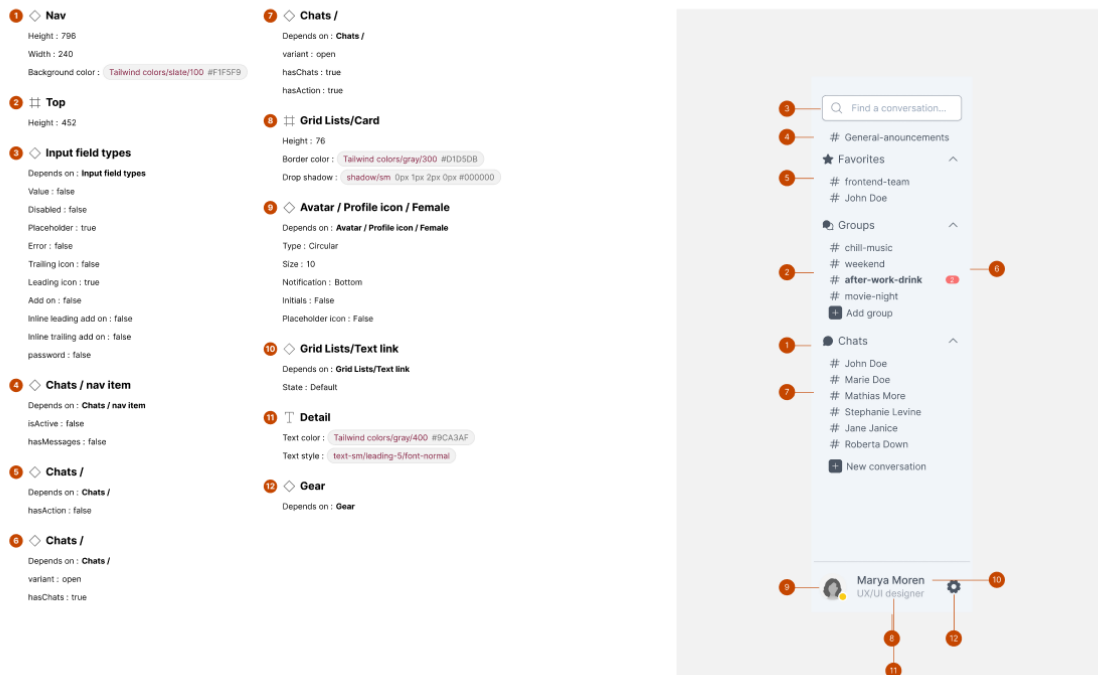 1 Nav
Height : 796
Width : 240
Background color : Tailwind colors/slate/100 #F1F5F9
2 Top
Height : 452
3 Input field types
Depends on : Input field types
Value : false
Disabled : false
Placeholder : true
Error : false
Trailing icon : false
Leading icon : true
Add on : false
Inline leading add on : false
Inline trailing add on : false
password : false
4 Chats / nav item
Depends on : Chats / nav item
isActive : false
hasMessages : false
5 Chats /
Depends on : Chats /
hasAction : false
6 Chats /
Depends on : Chats /
variant : open
hasChats : true
7 Chats /
Depends on : Chats /
variant : open
hasChats : true
hasAction : true
8 Grid Lists/Card
Height : 76
Border color : Tailwind colors/gray/300 #D1D5DB
Drop shadow : shadow/sm 0px 1px 2px 0px #000000
9 Avatar / Profile icon / Female
Depends on : Avatar / Profile icon / Female
Type : Circular
Size : 10
Notification : Bottom
Initials : False
Placeholder icon : False
10 Grid Lists/Text link
Depends on : Grid Lists/Text link
State : Default
11 T Detail
Text color : Tailwind colors/gray/400 #9CA3AF
Text style : text-sm/leading-5/font-normal
12 Gear
Depends on : Gear
3 Find a conversation...
4 # General-anouncements
Favorites
5 # frontend-team
# John Doe
Groups
# chill-music
# weekend
6
2 # after-work-drink 2
# movie-night
+ Add group
1 Chats
# John Doe
# Marie Doe
7 # Mathias More
# Stephanie Levine
# Jane Janice
# Roberta Down
+ New conversation
9 Marya Moren 10
UX/UI designer
8 12
11